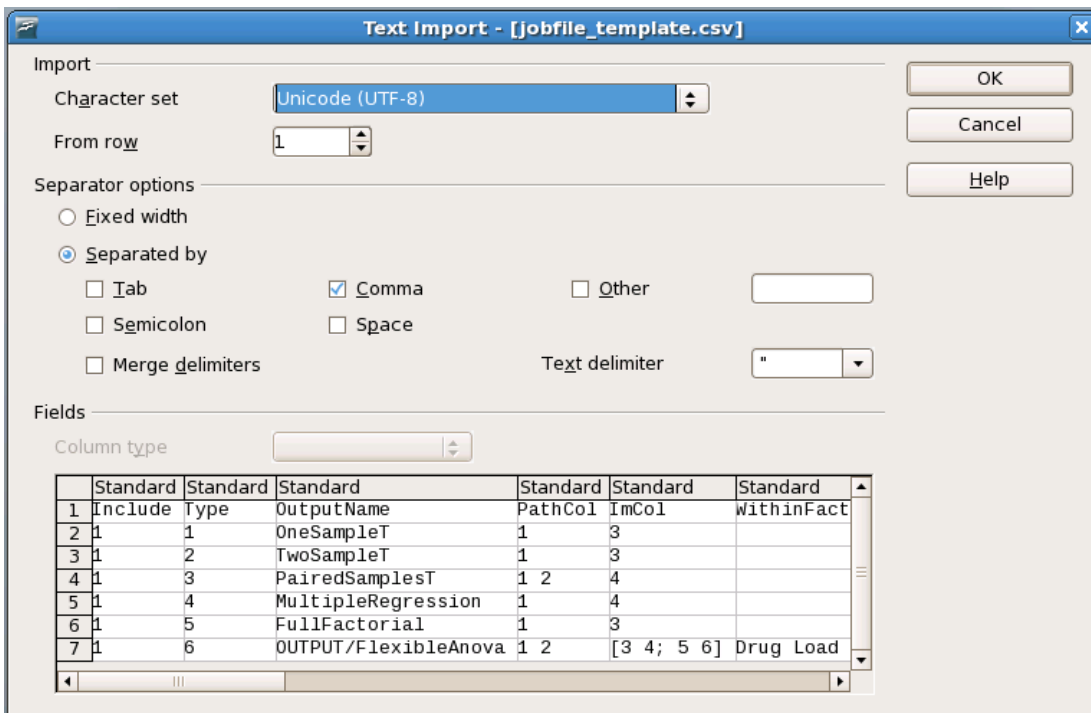 Text Import - [jobfile_template.csv]
Import
OK
Character set Unicode (UTF-8)
Cancel
From row 1
Help
Separator options
Fixed width
Separated by
Tab Comma Other
Semicolon Space
Merge delimiters Text delimiter "
Fields
Column type
Standard Standard Standard Standard Standard Standard
1 Include Type OutputName PathCol ImCol WithinFact
2 1 1 OneSampleT 1 3
3 1 2 TwoSampleT 1 3
4 1 3 PairedSamplesT 1 2 4
5 1 4 MultipleRegression 1 4
6 1 5 FullFactorial 1 3
7 1 6 OUTPUT/FlexibleAnova 1 2 [3 4; 5 6] Drug Load